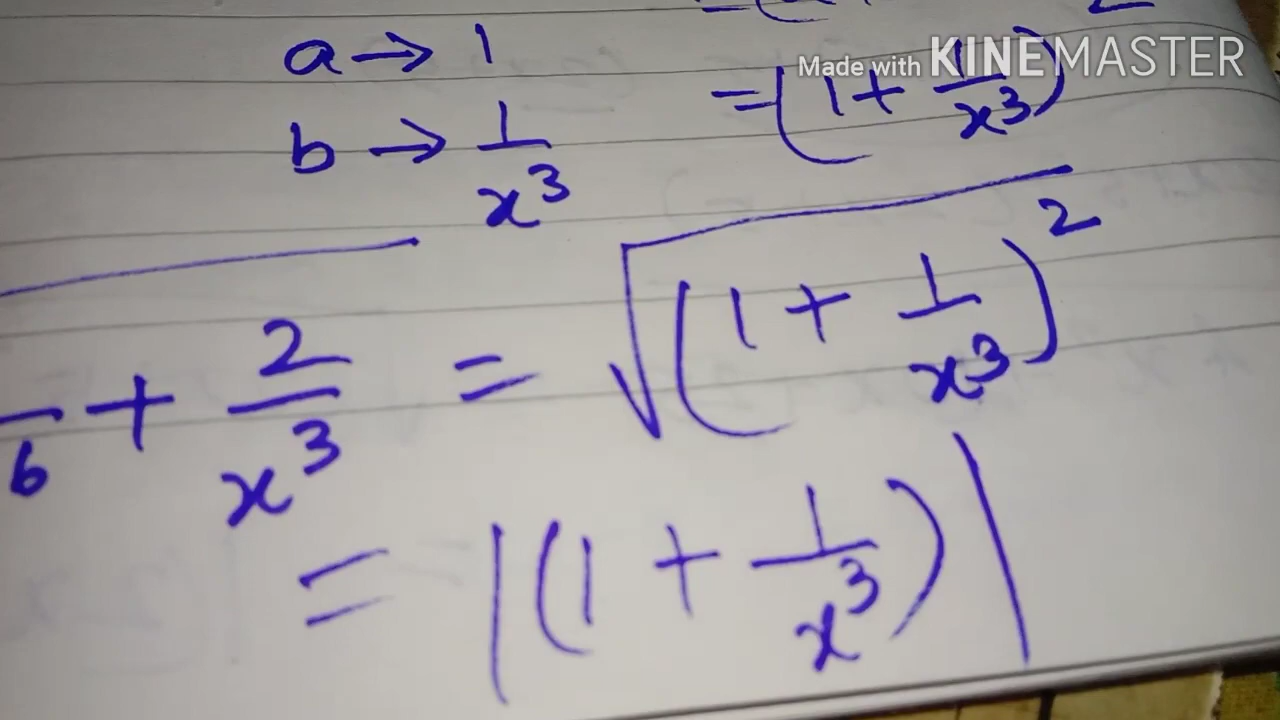 a → 1
b → 1/x³
= (1 + 1/x³)
Made with KINEMASTER
6 + 2/x³ = √(1 + 1/x³)²
= |(1 + 1/x³)|